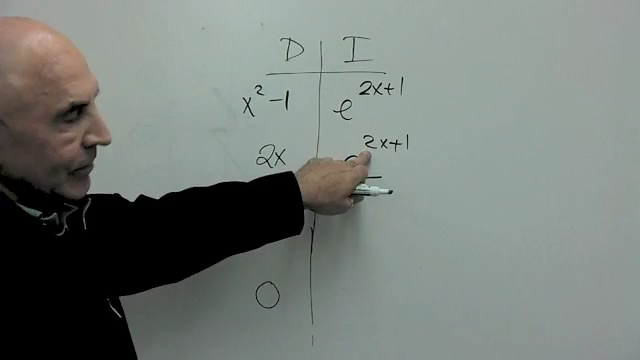 D I
x² -1 e^{2x+1}
2x e^{2x+1}
0